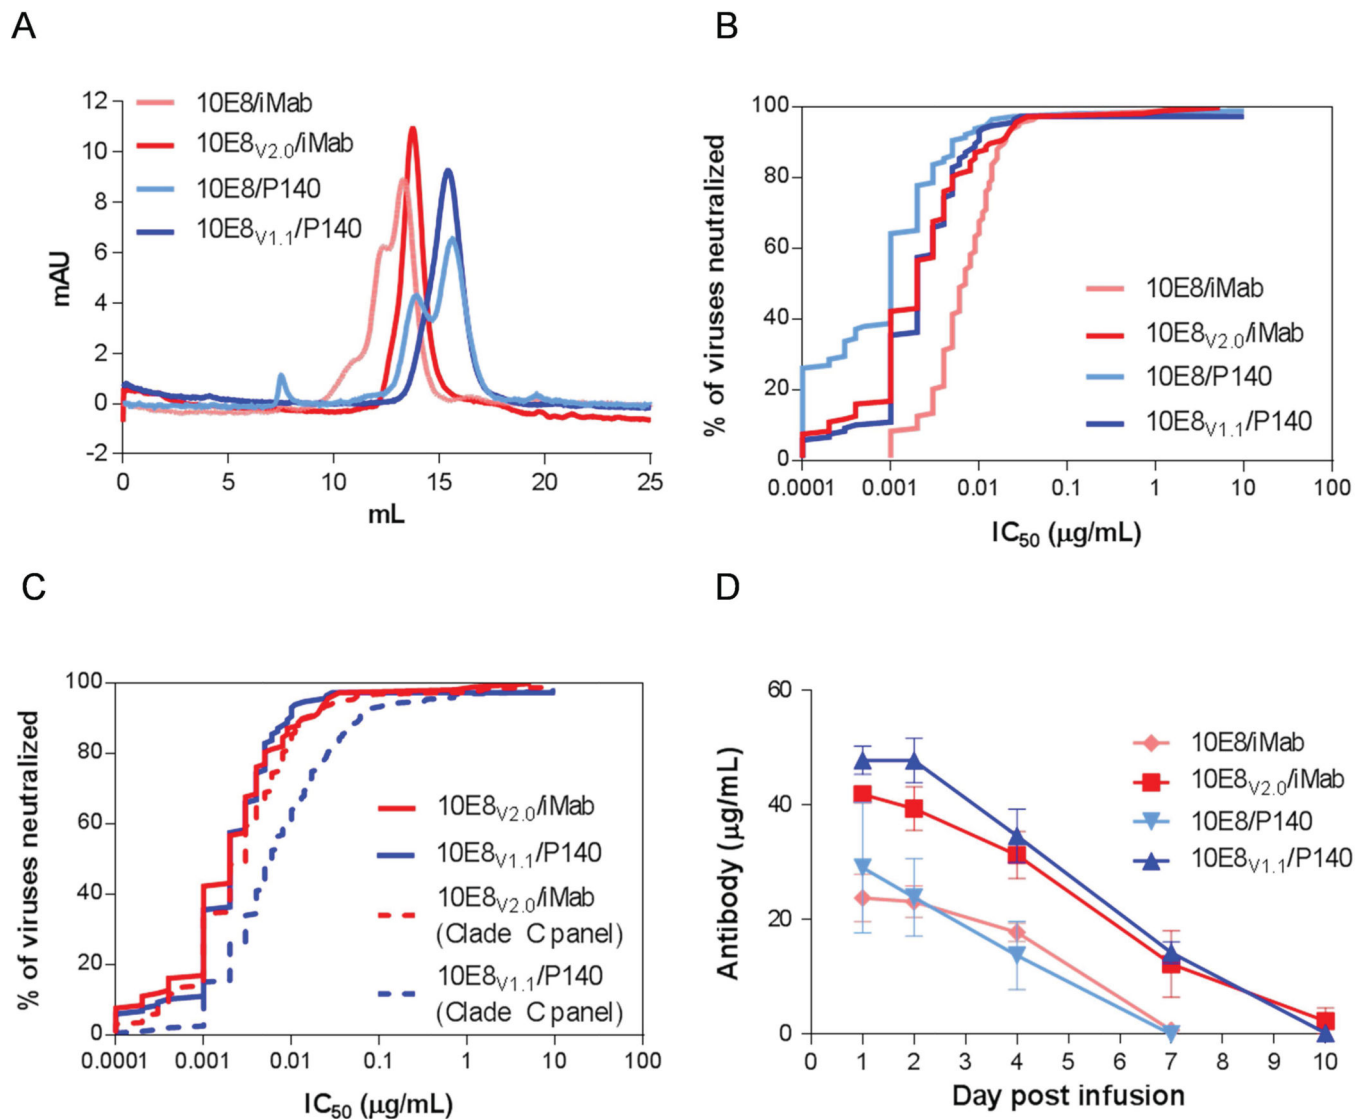 A
12
10
8
6
4
2
0
-2
mAU
10E8/iMab
10E8V2.0/iMab
10E8/P140
10E8V1.1/P140
0 5 10 15 20 25
mL
B
100
80
60
40
20
0
% of viruses neutralized
10E8/iMab
10E8V2.0/iMab
10E8/P140
10E8V1.1/P140
0.0001 0.001 0.01 0.1 1 10 100
IC50 (µg/mL)
C
100
80
60
40
20
0
% of viruses neutralized
10E8V2.0/iMab
10E8V1.1/P140
10E8V2.0/iMab
(Clade C panel)
10E8V1.1/P140
(Clade C panel)
0.0001 0.001 0.01 0.1 1 10 100
IC50 (µg/mL)
D
60
40
20
0
Antibody (µg/mL)
10E8/iMab
10E8V2.0/iMab
10E8/P140
10E8V1.1/P140
0 1 2 3 4 5 6 7 8 9 10
Day post infusion